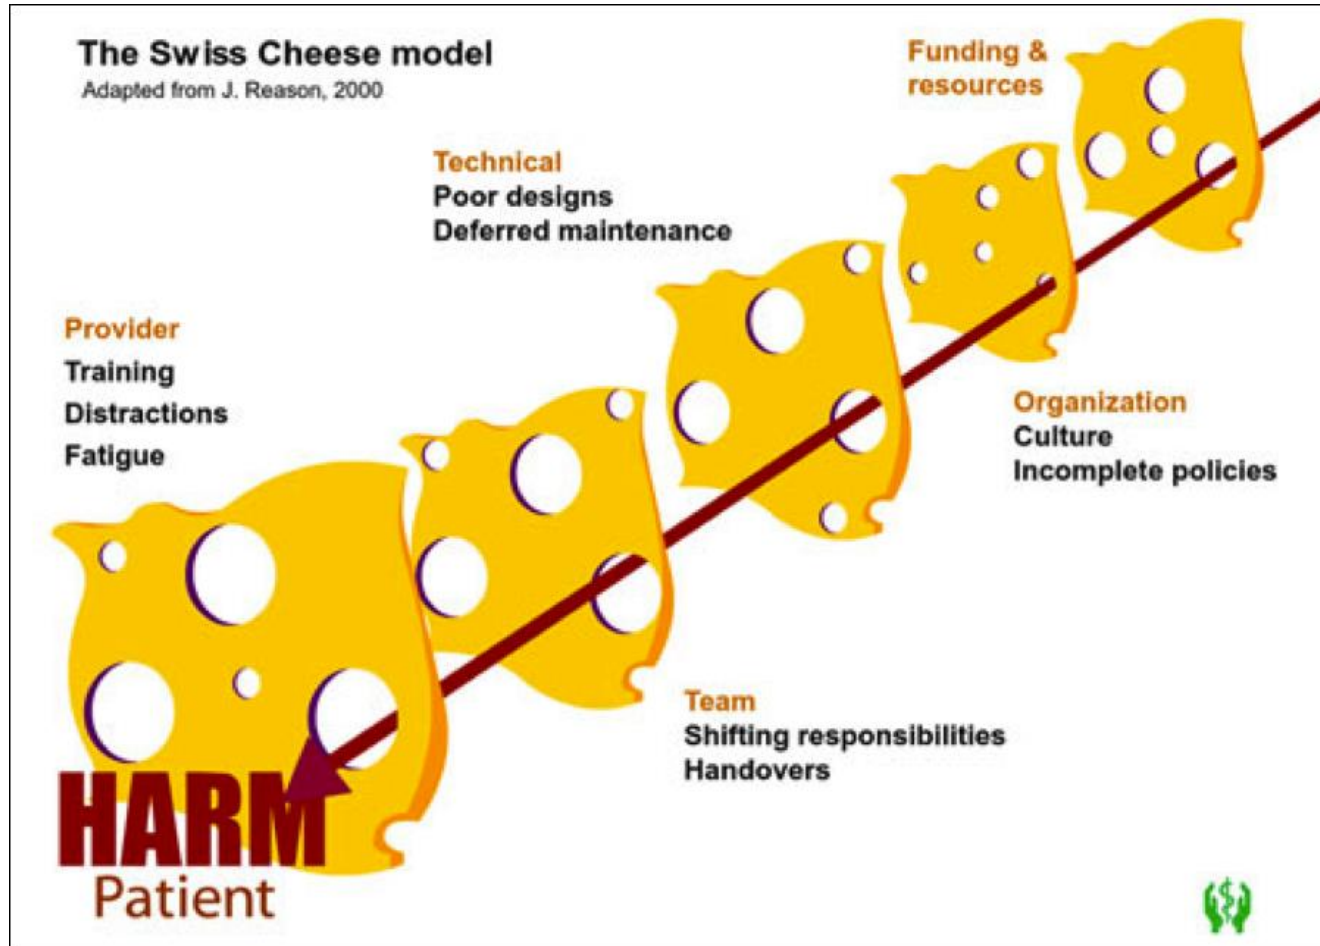 The Swiss Cheese model
Adapted from J. Reason, 2000
Funding &
resources
Technical
Poor designs
Deferred maintenance
Provider
Training
Distractions
Fatigue
Organization
Culture
Incomplete policies
Team
Shifting responsibilities
Handovers
HARM
Patient